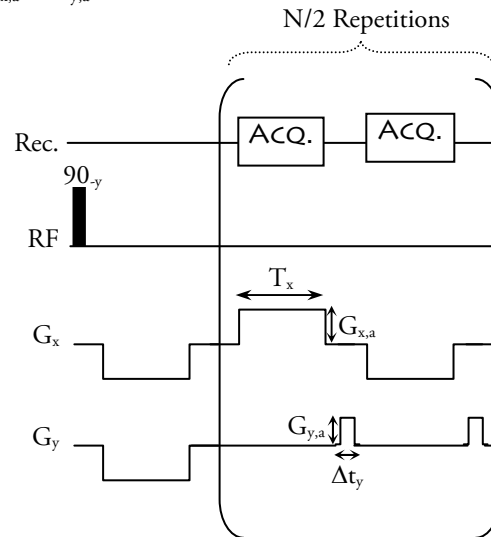 x,a y,a
N/2 Repetitions
Rec. ACQ. ACQ.
90-y
RF
Tx
Gx Gx,a
Gy Gy,a
Δty